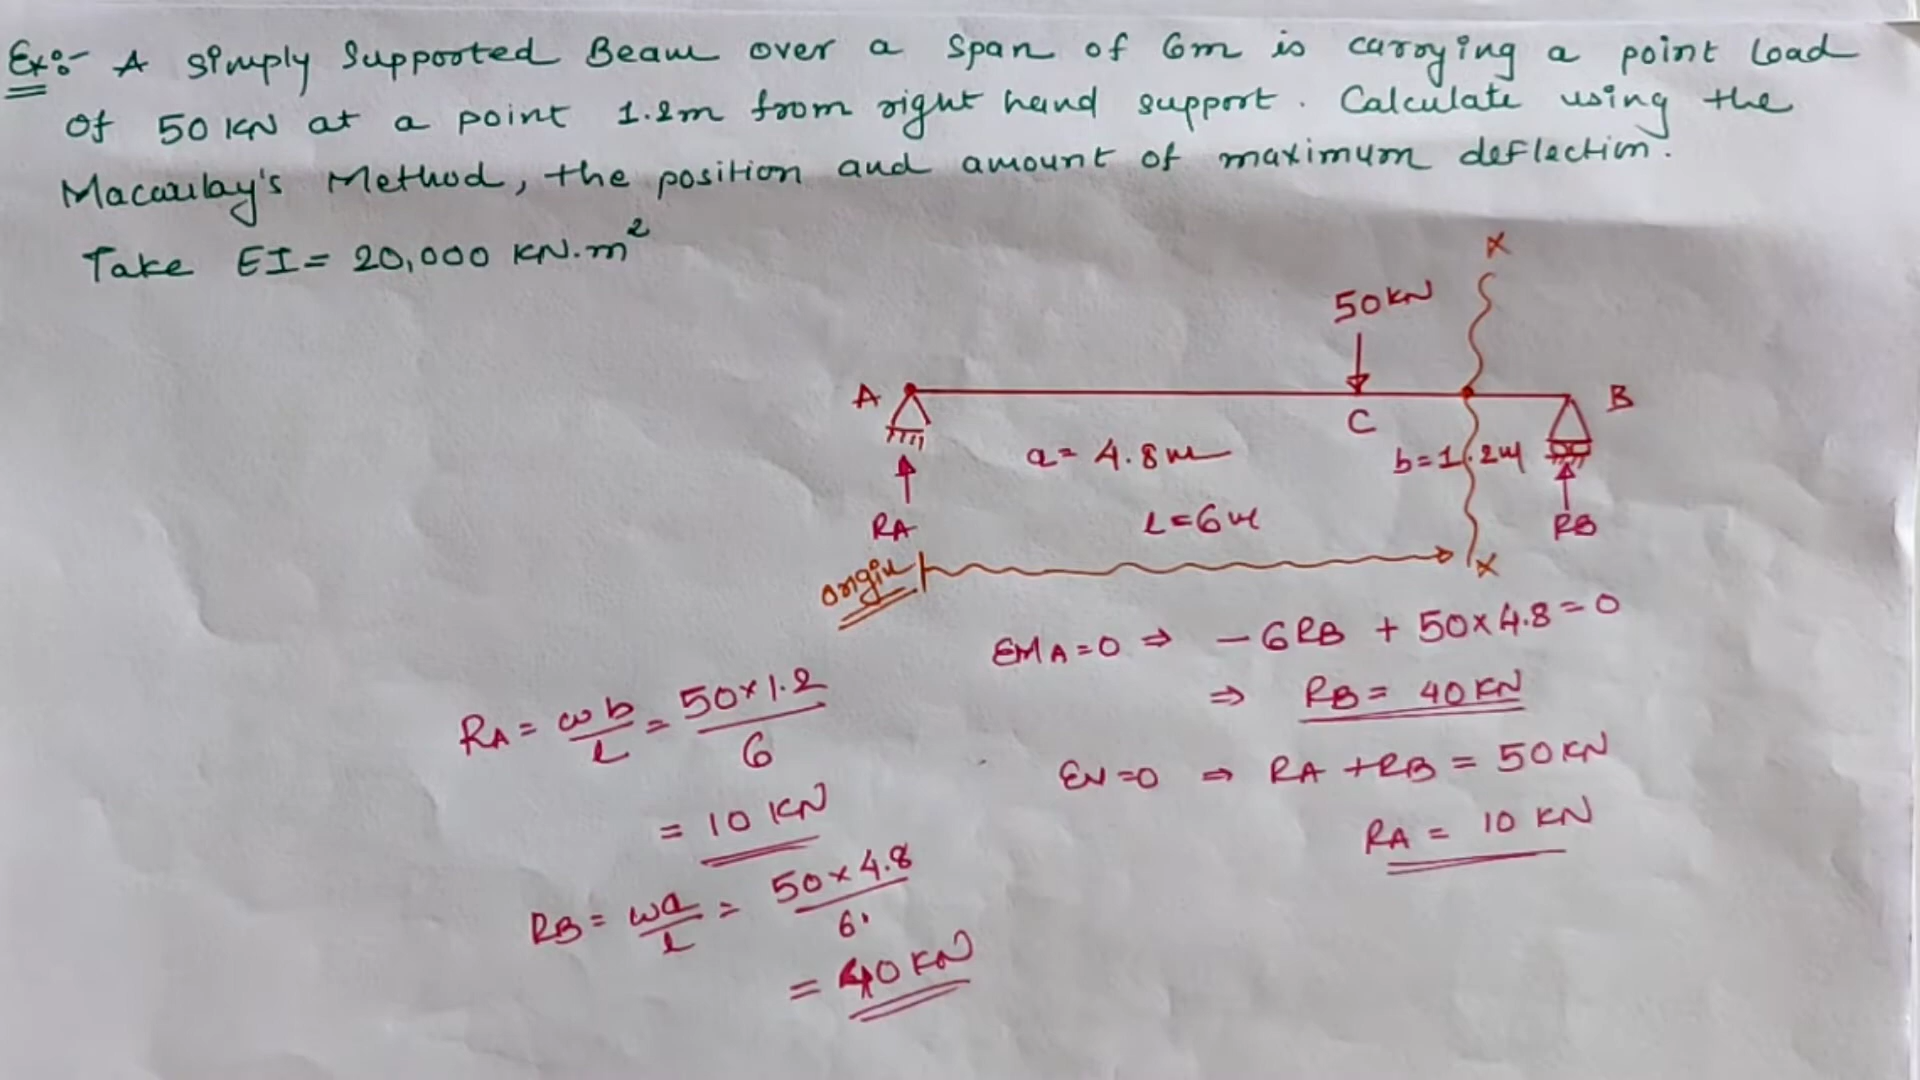 Ex:- A simply Supported Beam over a span of 6m is carrying a point load
of 50 KN at a point 1.2m from right hand support. Calculate using the
Macaulay's Method, the position and amount of maximum deflection.
Take EI = 20,000 KN.m²
X
50KN
A
B
C
a= 4.8m
b=1.2m
RA
L=6m
RB
origin
X
ΣMA=0 ⇒ -6RB + 50×4.8=0
⇒ RB= 40KN
ΣV=0 ⇒ RA +RB = 50KN
RA = 10 KN
RA = wb/L = 50×1.2/6
= 10 KN
RB = wa/L = 50×4.8/6
= 40KN